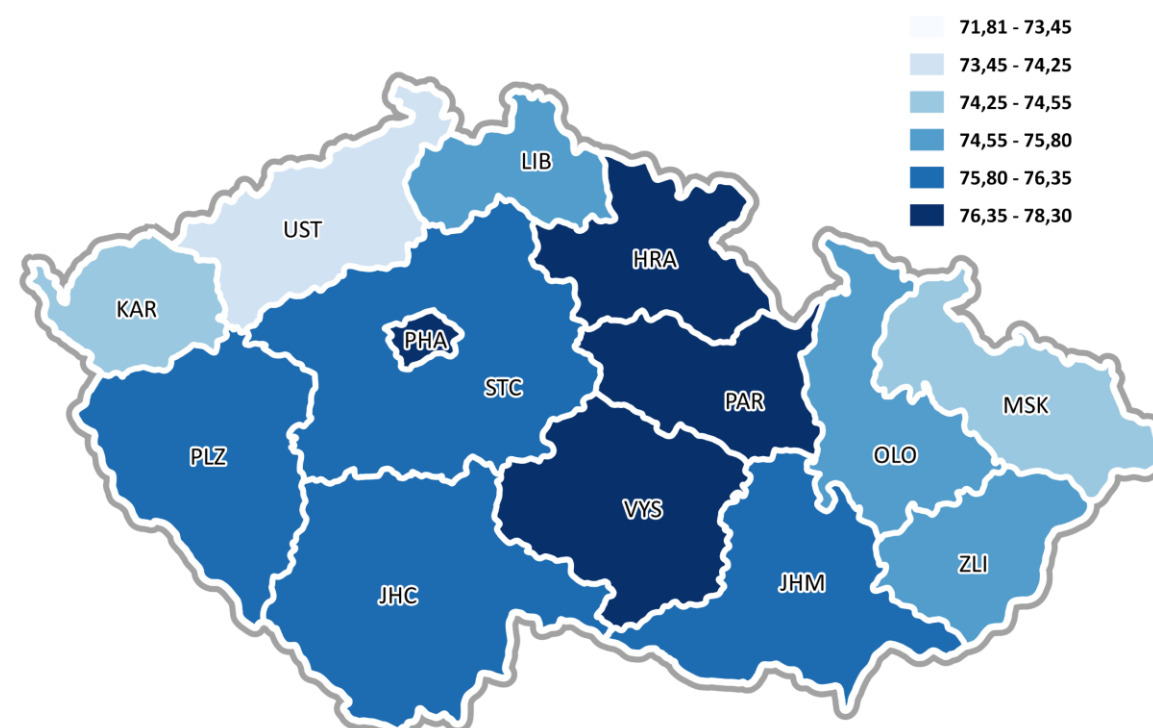 71,81 - 73,45
73,45 - 74,25
74,25 - 74,55
74,55 - 75,80
75,80 - 76,35
76,35 - 78,30
LIB
UST
HRA
KAR
PHA
STC
PAR
MSK
PLZ
OLO
VYS
ZLI
JHC
JHM